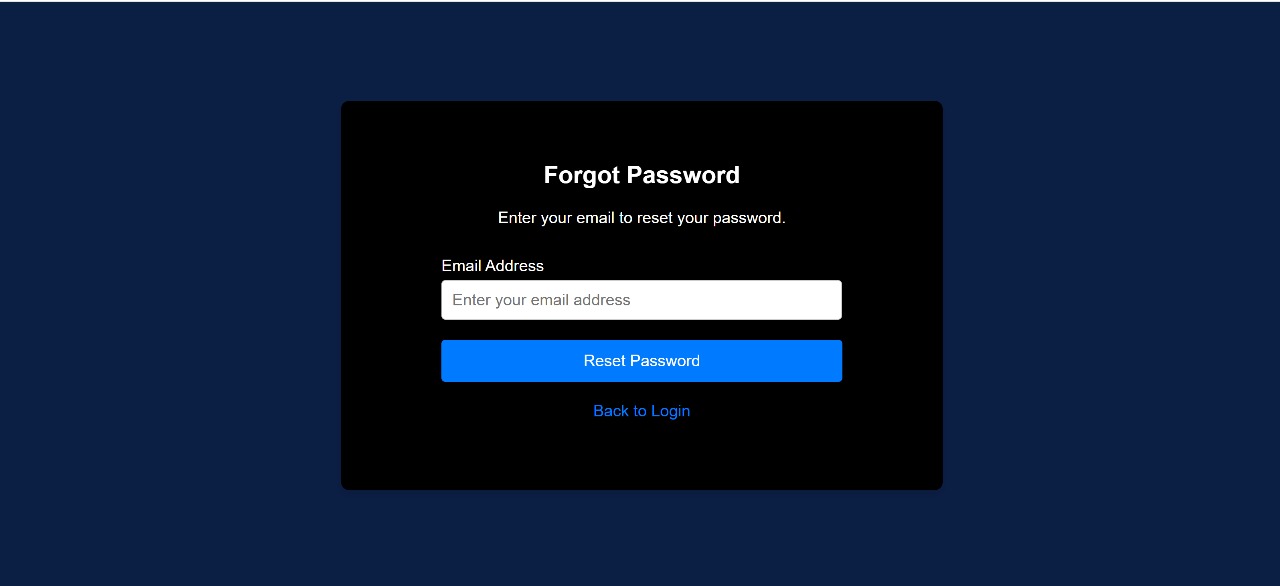 Forgot Password
Enter your email to reset your password.
Email Address
Enter your email address
Reset Password
Back to Login